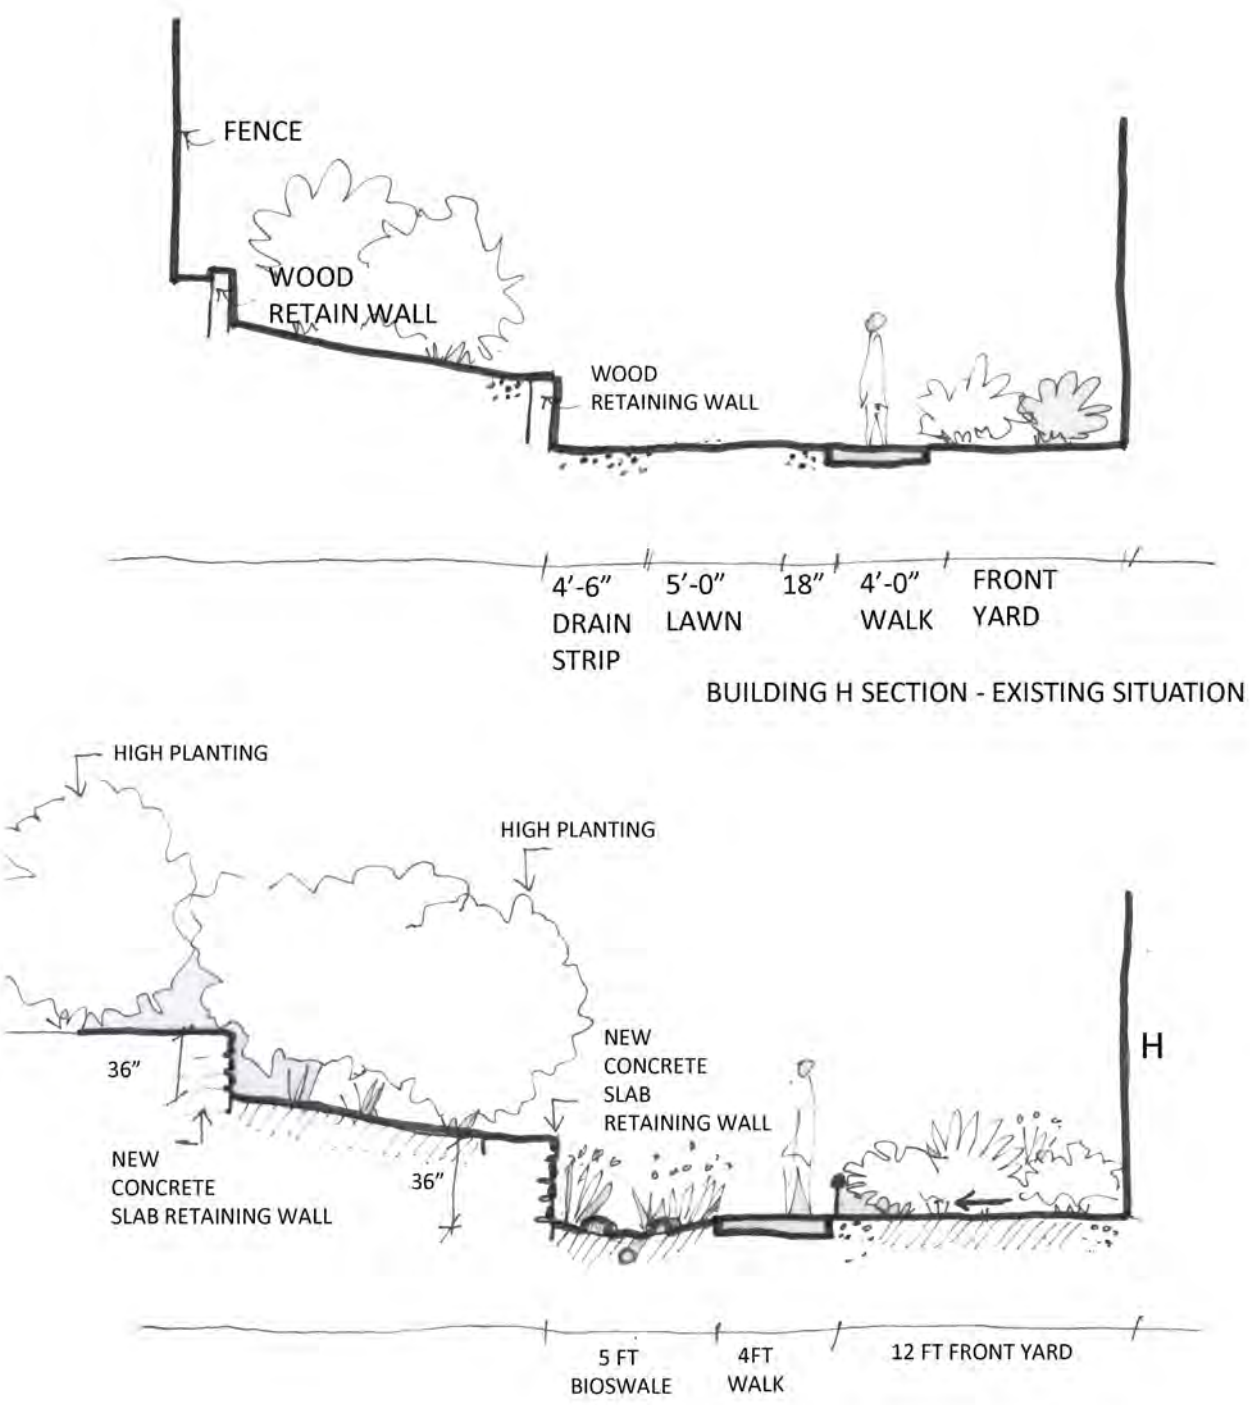 FENCE
WOOD
RETAIN WALL
WOOD
RETAINING WALL
4’-6”
DRAIN
STRIP
5’-0”
LAWN
18”
4’-0”
WALK
FRONT
YARD
BUILDING H SECTION - EXISTING SITUATION
HIGH PLANTING
HIGH PLANTING
NEW
CONCRETE
SLAB
RETAINING WALL
H
36”
NEW
CONCRETE
SLAB RETAINING WALL
36”
5 FT
BIOSWALE
4FT
WALK
12 FT FRONT YARD